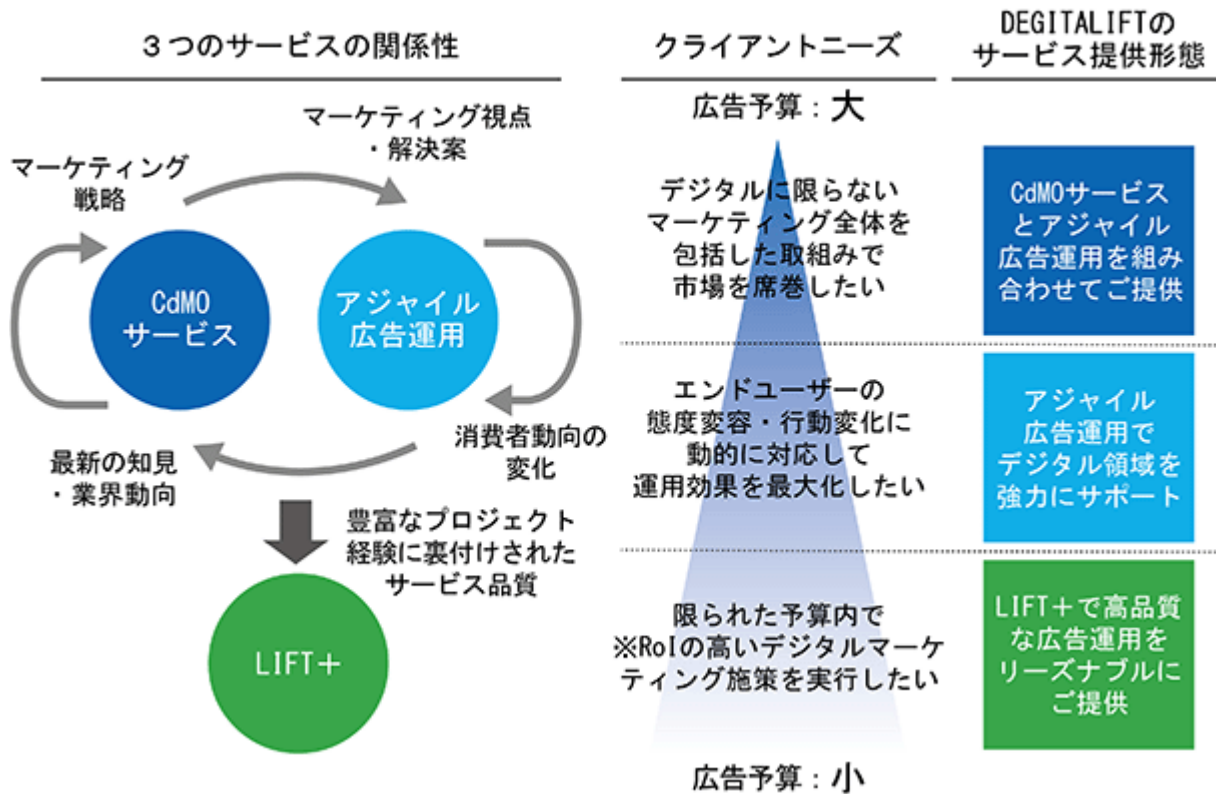 3つのサービスの関係性
マーケティング視点
・解決案
マーケティング
戦略
CdMO
サービス
アジャイル
広告運用
消費者動向の
変化
最新の知見
・業界動向
豊富なプロジェクト
経験に裏付けされた
サービス品質
LIFT＋
クライアントニーズ
広告予算：大
デジタルに限らない
マーケティング全体を
包括した取組みで
市場を席巻したい
エンドユーザーの
態度変容・行動変化に
動的に対応して
運用効果を最大化したい
限られた予算内で
※RoIの高いデジタルマーケ
ティング施策を実行したい
広告予算：小
DEGITALIFTの
サービス提供形態
CdMOサービス
とアジャイル
広告運用を組み
合わせてご提供
アジャイル
広告運用で
デジタル領域を
強力にサポート
LIFT＋で高品質
な広告運用を
リーズナブルに
ご提供